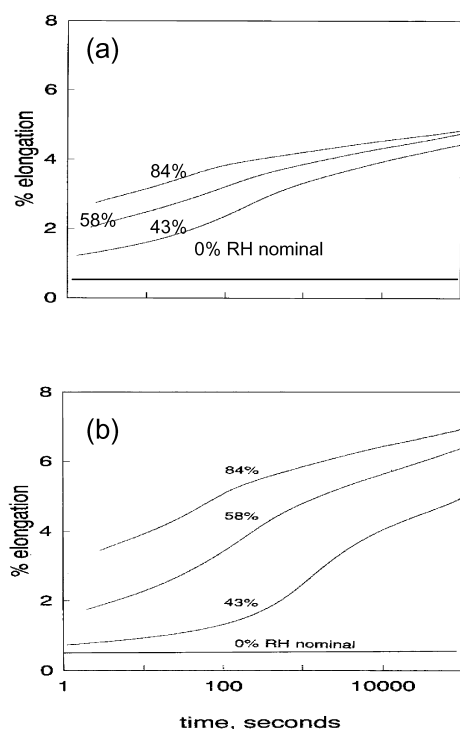 8
(a)
6
% elongation
4
84%
2
58%
43%
0% RH nominal
0
8
(b)
6
84%
% elongation
58%
4
2
43%
0% RH nominal
0
1
100
10000
time, seconds